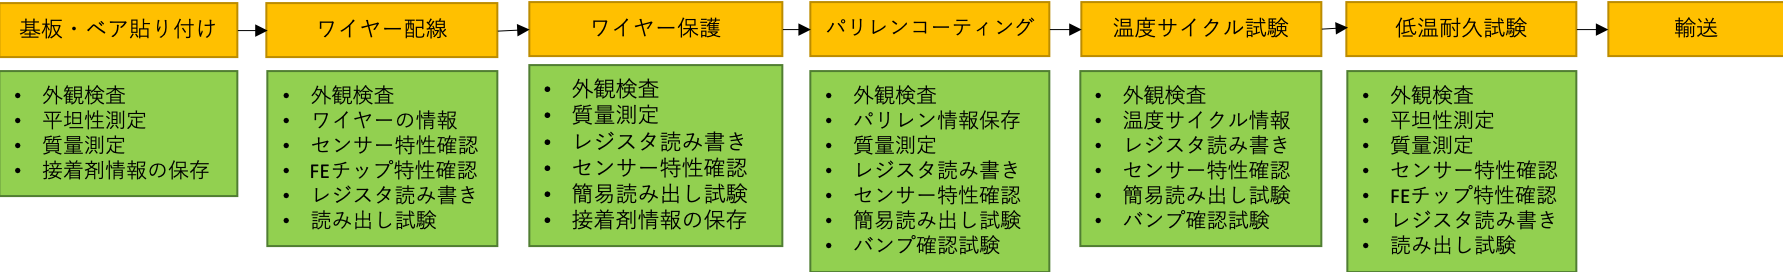 基板・ベア貼り付け
• 外観検査
• 平坦性測定
• 質量測定
• 接着剤情報の保存
ワイヤー配線
• 外観検査
• ワイヤーの情報
• センサー特性確認
• FEチップ特性確認
• レジスタ読み書き
• 読み出し試験
ワイヤー保護
• 外観検査
• 質量測定
• レジスタ読み書き
• センサー特性確認
• 簡易読み出し試験
• 接着剤情報の保存
パリレンコーティング
• 外観検査
• パリレン情報保存
• 質量測定
• レジスタ読み書き
• センサー特性確認
• 簡易読み出し試験
• バンプ確認試験
温度サイクル試験
• 外観検査
• 温度サイクル情報
• レジスタ読み書き
• センサー特性確認
• 簡易読み出し試験
• バンプ確認試験
低温耐久試験
• 外観検査
• 平坦性測定
• 質量測定
• センサー特性確認
• FEチップ特性確認
• レジスタ読み書き
• 読み出し試験
輸送